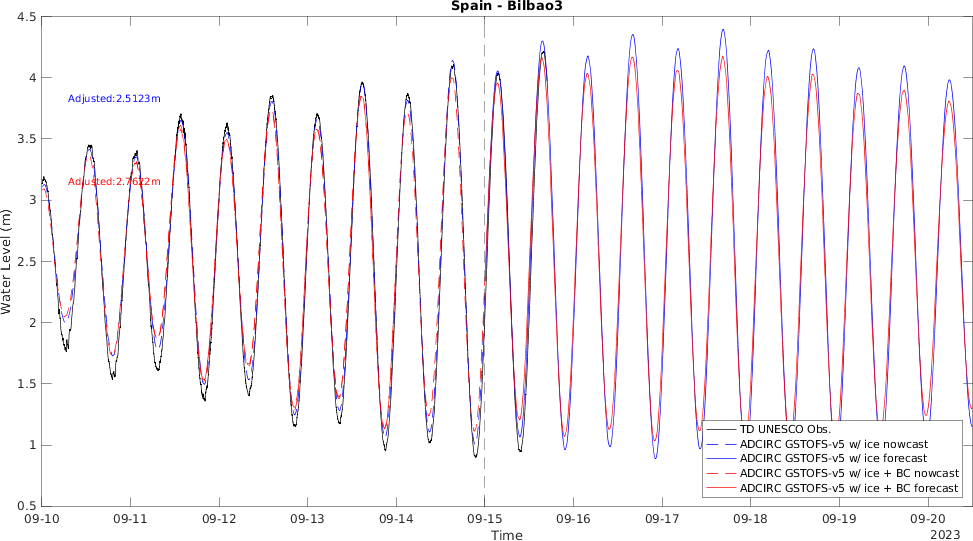 Spain - Bilbao3
4.5
4
3.5
3
2.5
2
1.5
1
0.5
Water Level (m)
Adjusted:2.5123m
Adjusted:2.7622m
TD UNESCO Obs.
ADCIRC GSTOFS-v5 w/ ice nowcast
ADCIRC GSTOFS-v5 w/ ice forecast
ADCIRC GSTOFS-v5 w/ ice + BC nowcast
ADCIRC GSTOFS-v5 w/ ice + BC forecast
09-10 09-11 09-12 09-13 09-14 09-15 09-16 09-17 09-18 09-19 09-20
Time
2023